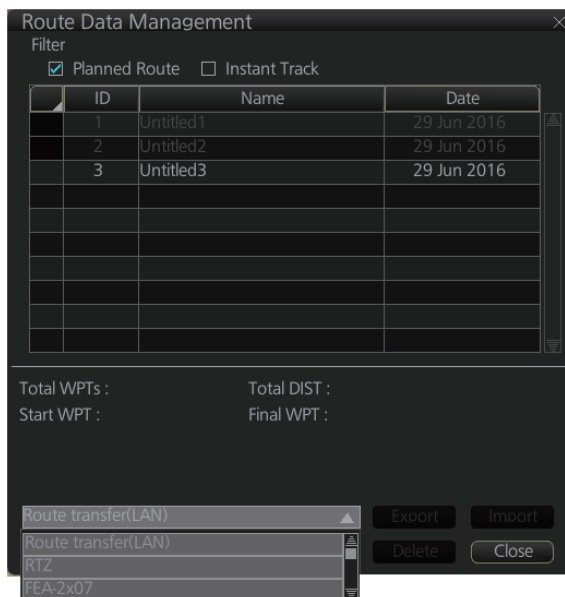 Route Data Management
Filter
Planned Route Instant Track
ID Name Date
1 Untitled1 29 Jun 2016
2 Untitled2 29 Jun 2016
3 Untitled3 29 Jun 2016
Total WPTs : Total DIST :
Start WPT : Final WPT :
Route transfer(LAN) Export Import
Route transfer(LAN)
Delete Close
RTZ
FEA-2x07